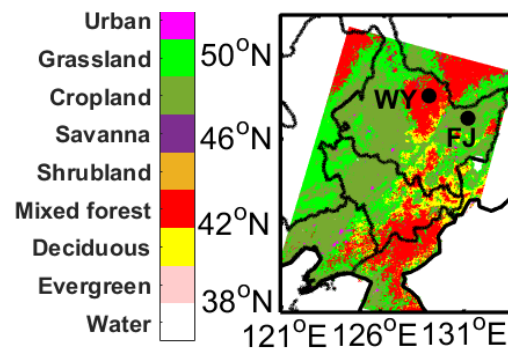 Urban
Grassland
Cropland
Savanna
Shrubland
Mixed forest
Deciduous
Evergreen
Water
50°N
46°N
42°N
38°N
WY
FJ
121°E 126°E 131°E